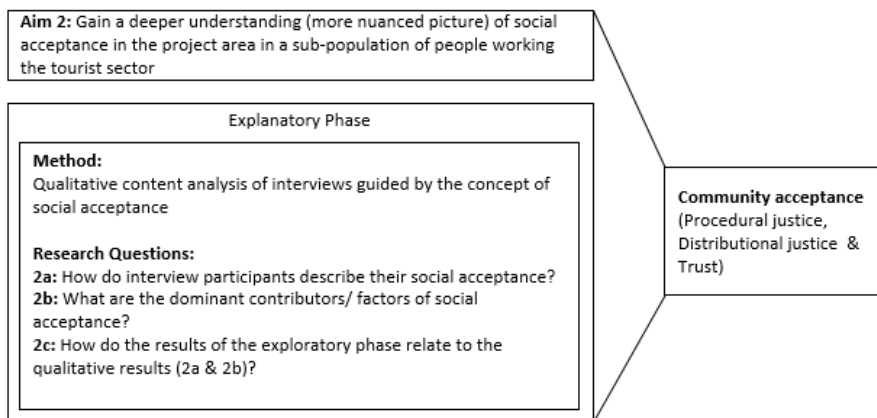 Aim 2: Gain a deeper understanding (more nuanced picture) of social
acceptance in the project area in a sub-population of people working
the tourist sector
Explanatory Phase
Method:
Qualitative content analysis of interviews guided by the concept of
social acceptance
Research Questions:
2a: How do interview participants describe their social acceptance?
2b: What are the dominant contributors/ factors of social
acceptance?
2c: How do the results of the exploratory phase relate to the
qualitative results (2a & 2b)?
Community acceptance
(Procedural justice,
Distributional justice &
Trust)